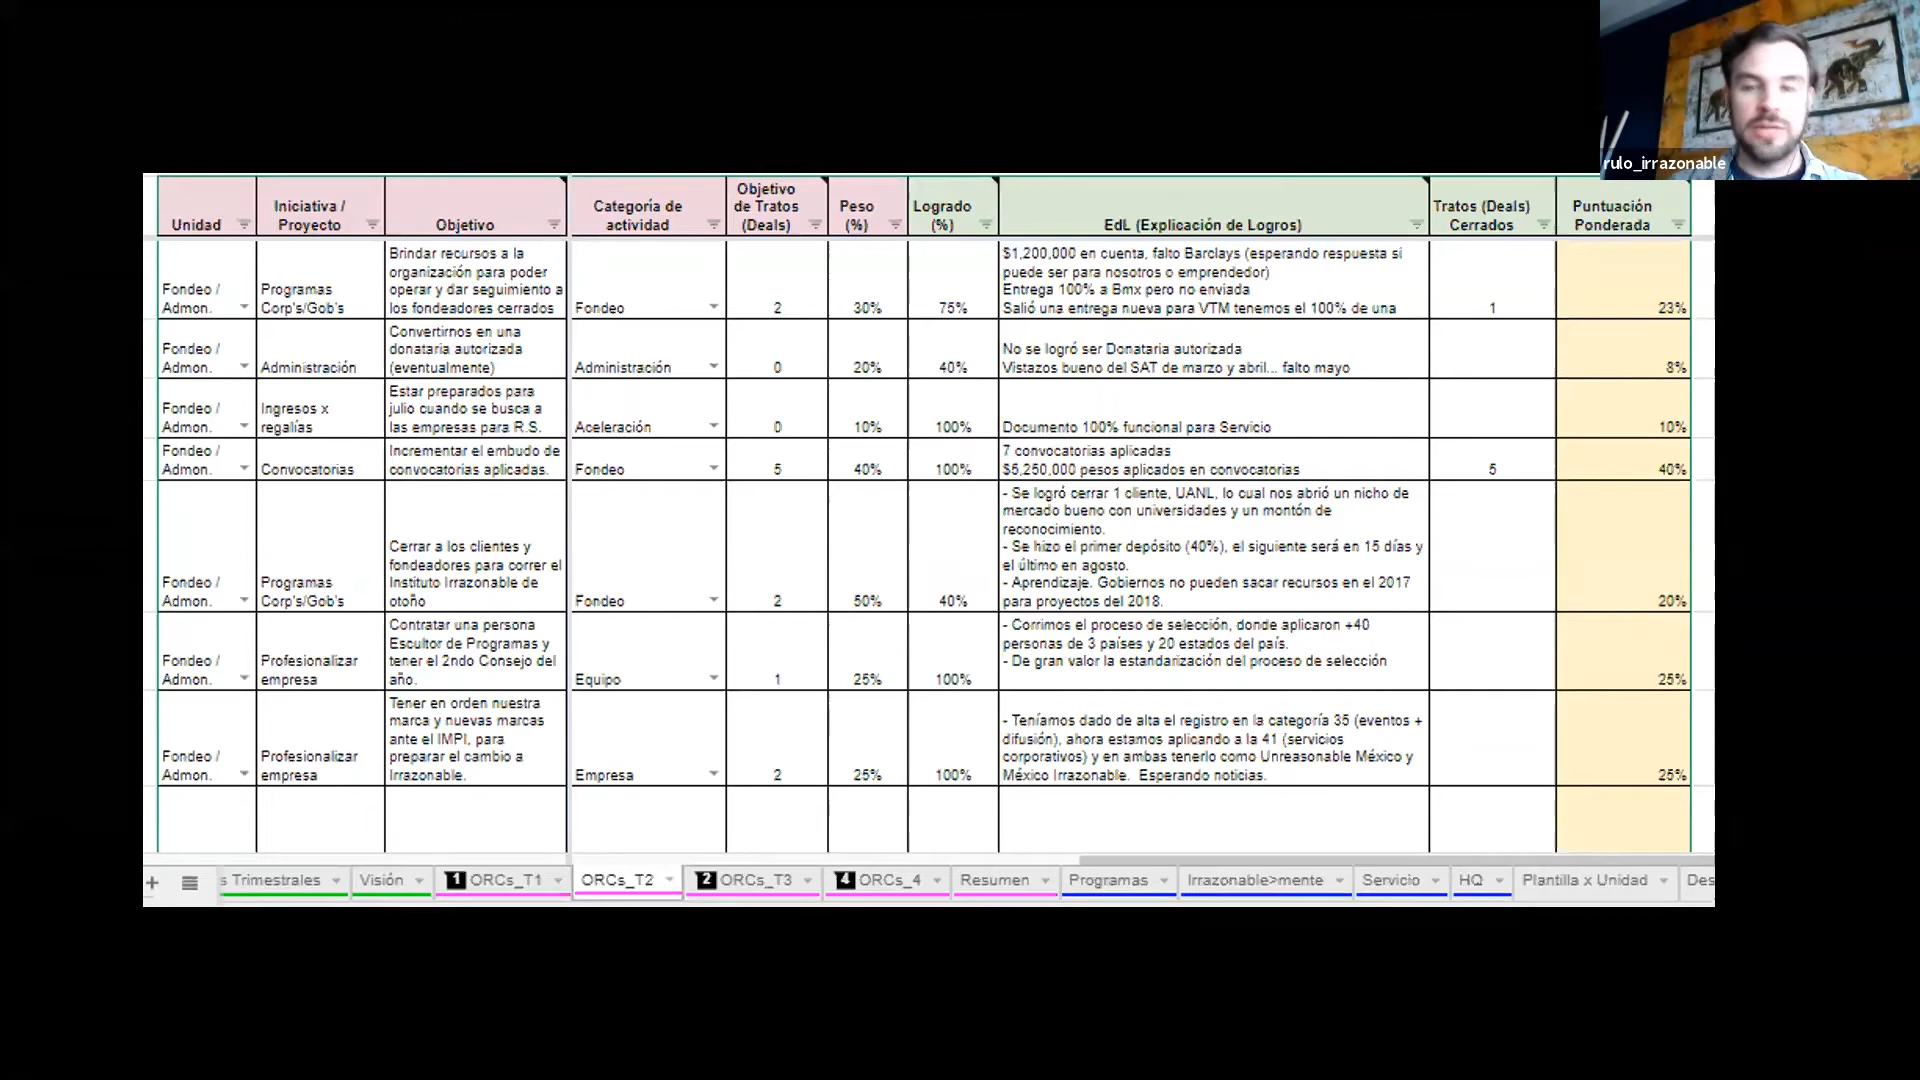 rulo_irrazonable
Unidad
Iniciativa /
Proyecto
Objetivo
Categoría de
actividad
Objetivo
de Tratos
(Deals)
Peso
(%)
Logrado
(%)
EdL (Explicación de Logros)
Tratos (Deals)
Cerrados
Puntuación
Ponderada
Fondeo /
Admon.
Programas
Corp's/Gob's
Brindar recursos a la
organización para poder
operar y dar seguimiento a
los fondeadores cerrados
Fondeo
2
30%
75%
$1,200,000 en cuenta, falto Barclays (esperando respuesta si
puede ser para nosotros o emprendedor)
Entrega 100% a Bmx pero no enviada
Salió una entrega nueva para VTM tenemos el 100% de una
1
23%
Fondeo /
Admon.
Administración
Convertirnos en una
donataria autorizada
(eventualmente)
Administración
0
20%
40%
No se logró ser Donataria autorizada
Vistazos bueno del SAT de marzo y abril... falto mayo
8%
Fondeo /
Admon.
Ingresos x
regalías
Estar preparados para
julio cuando se busca a
las empresas para R.S.
Aceleración
0
10%
100%
Documento 100% funcional para Servicio
10%
Fondeo /
Admon.
Convocatorias
Incrementar el embudo de
convocatorias aplicadas.
Fondeo
5
40%
100%
7 convocatorias aplicadas
$5,250,000 pesos aplicados en convocatorias
5
40%
Fondeo /
Admon.
Programas
Corp's/Gob's
Cerrar a los clientes y
fondeadores para correr el
Instituto Irrazonable de
otoño
Fondeo
2
50%
40%
- Se logró cerrar 1 cliente, UANL, lo cual nos abrió un nicho de
mercado bueno con universidades y un montón de
reconocimiento.
- Se hizo el primer depósito (40%), el siguiente será en 15 días y
el último en agosto.
- Aprendizaje. Gobiernos no pueden sacar recursos en el 2017
para proyectos del 2018.
20%
Fondeo /
Admon.
Profesionalizar
empresa
Contratar una persona
Escultor de Programas y
tener el 2ndo Consejo del
año.
Equipo
1
25%
100%
- Corrimos el proceso de selección, donde aplicaron +40
personas de 3 países y 20 estados del país.
- De gran valor la estandarización del proceso de selección
25%
Fondeo /
Admon.
Profesionalizar
empresa
Tener en orden nuestra
marca y nuevas marcas
ante el IMPI, para
preparar el cambio a
Irrazonable.
Empresa
2
25%
100%
- Teníamos dado de alta el registro en la categoría 35 (eventos +
difusión), ahora estamos aplicando a la 41 (servicios
corporativos) y en ambas tenerlo como Unreasonable México y
México Irrazonable. Esperando noticias.
25%
s Trimestrales
Visión
1 ORCs_T1
ORCs_T2
2 ORCs_T3
4 ORCs_4
Resumen
Programas
Irrazonable>mente
Servicio
HQ
Plantilla x Unidad
Des